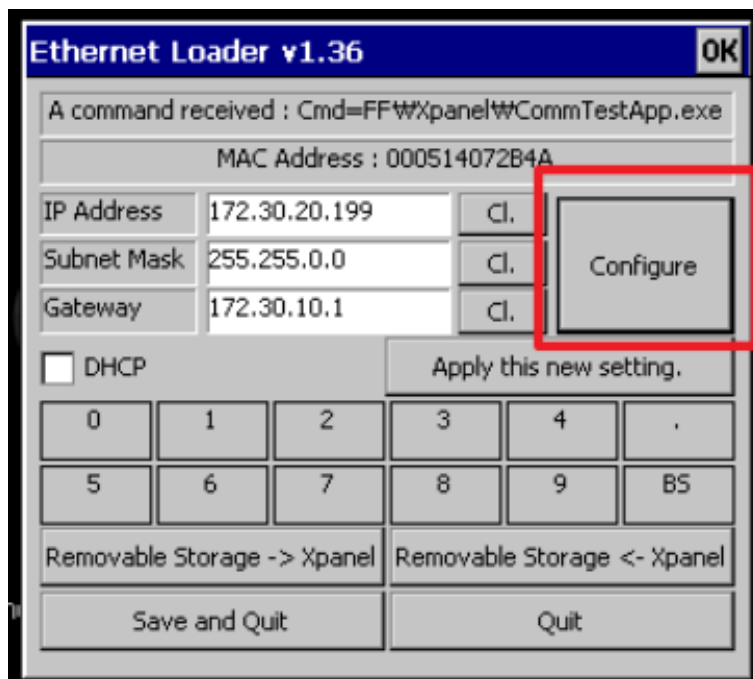 Ethernet Loader v1.36 OK
A command received : Cmd=FF₩Xpanel₩CommTestApp.exe
MAC Address : 000514072B4A
IP Address 172.30.20.199 Cl.
Subnet Mask 255.255.0.0 Cl.
Configure
Gateway 172.30.10.1 Cl.
DHCP Apply this new setting.
0 1 2 3 4 .
5 6 7 8 9 BS
Removable Storage -> Xpanel Removable Storage <- Xpanel
Save and Quit Quit